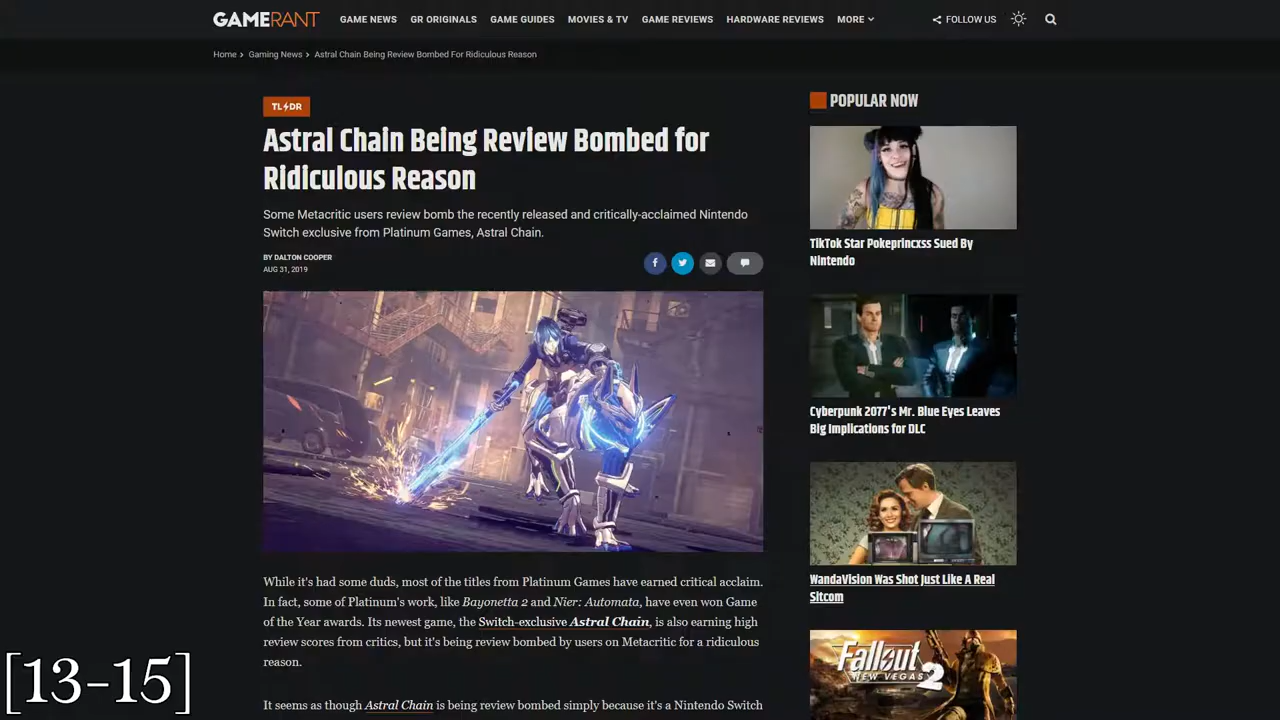 GAMERANT
GAME NEWS GR ORIGINALS GAME GUIDES MOVIES & TV GAME REVIEWS HARDWARE REVIEWS MORE FOLLOW US
Home > Gaming News > Astral Chain Being Review Bombed For Ridiculous Reason
TL DR
Astral Chain Being Review Bombed for
Ridiculous Reason
Some Metacritic users review bomb the recently released and critically-acclaimed Nintendo
Switch exclusive from Platinum Games, Astral Chain.
BY DALTON COOPER
AUG 31, 2019
While it's had some duds, most of the titles from Platinum Games have earned critical acclaim.
In fact, some of Platinum's work, like Bayonetta 2 and Nier: Automata, have even won Game
of the Year awards. Its newest game, the Switch-exclusive Astral Chain, is also earning high
review scores from critics, but it's being review bombed by users on Metacritic for a ridiculous
reason.
It seems as though Astral Chain is being review bombed simply because it's a Nintendo Switch
POPULAR NOW
TikTok Star Pokeprincxss Sued By
Nintendo
Cyberpunk 2077's Mr. Blue Eyes Leaves
Big Implications for DLC
WandaVision Was Shot Just Like A Real
Sitcom
Fallout
NEW VEGAS 2
[13-15]